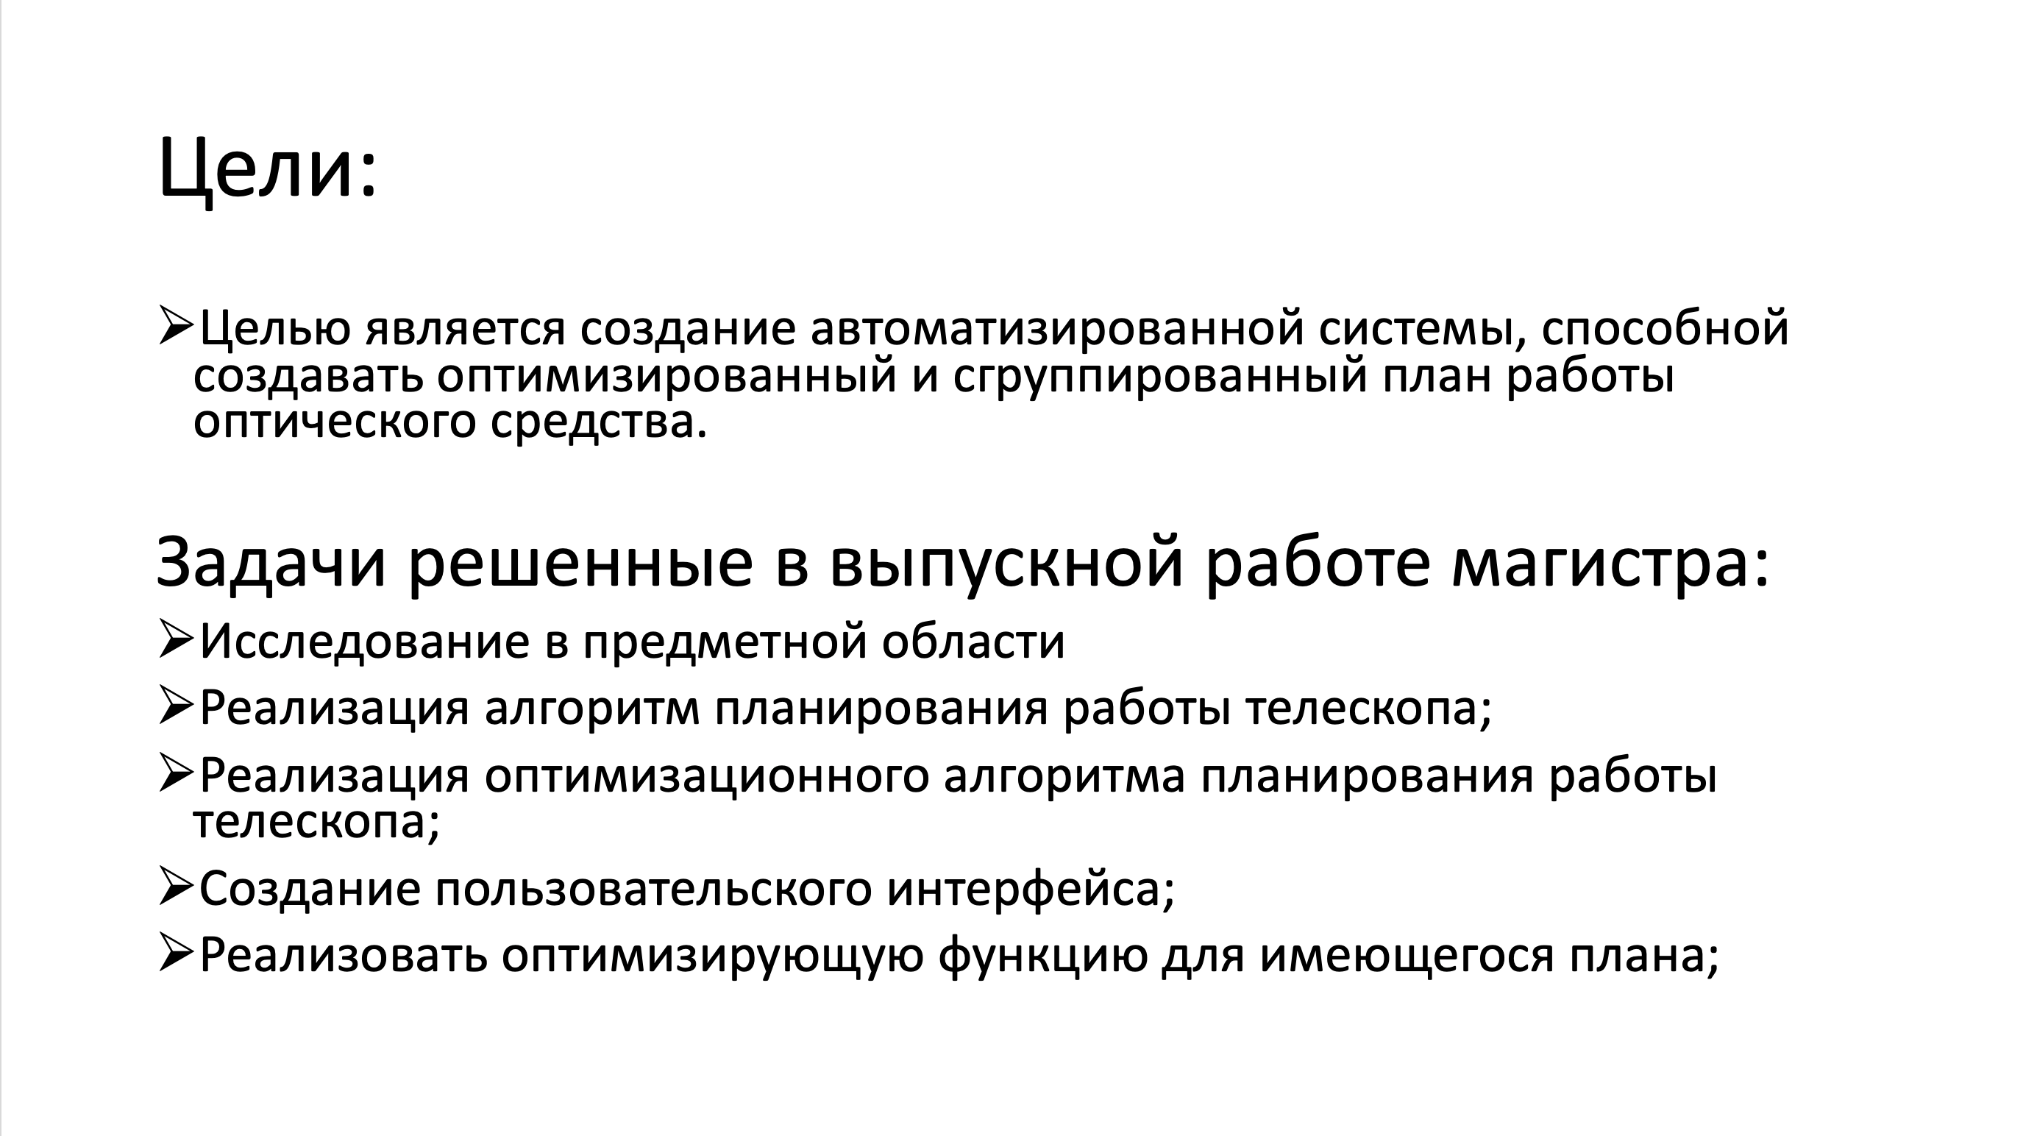 Цели:
➢Целью является создание автоматизированной системы, способной
создавать оптимизированный и сгруппированный план работы
оптического средства.
Задачи решенные в выпускной работе магистра:
➢Исследование в предметной области
➢Реализация алгоритм планирования работы телескопа;
➢Реализация оптимизационного алгоритма планирования работы
телескопа;
➢Создание пользовательского интерфейса;
➢Реализовать оптимизирующую функцию для имеющегося плана;